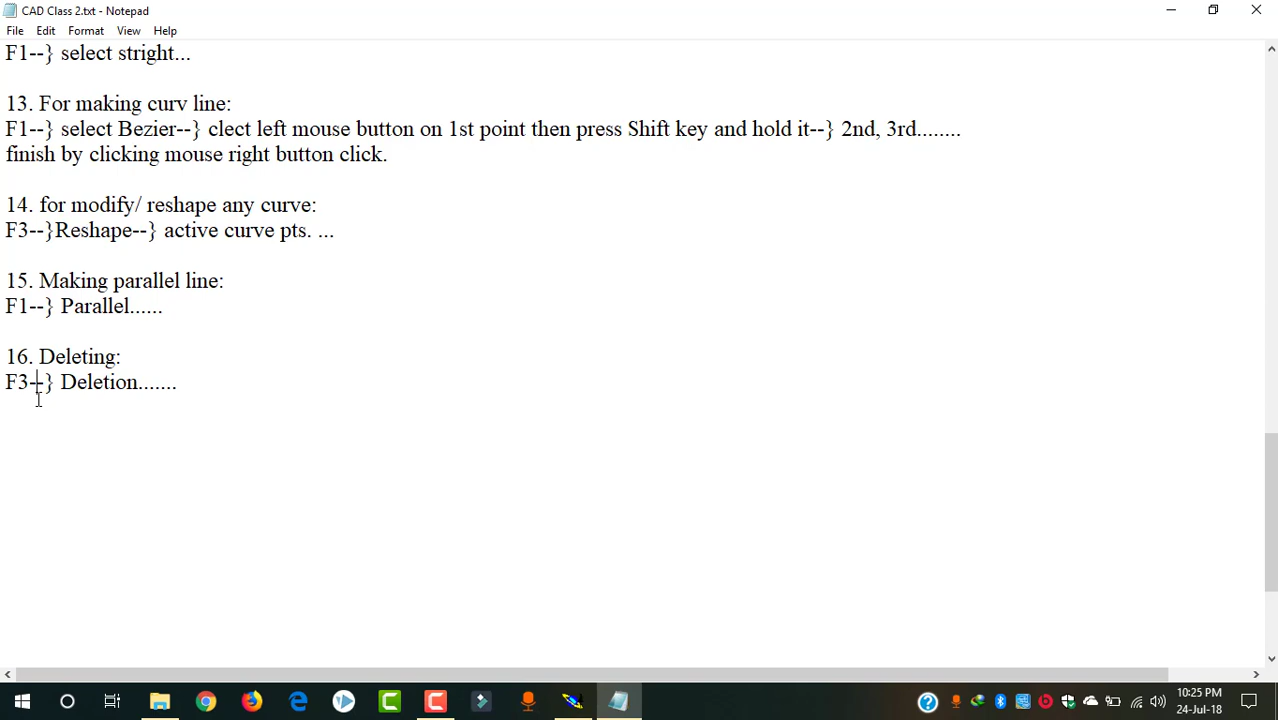 CAD Class 2.txt - Notepad
File Edit Format View Help
F1--} select stright...
13. For making curv line:
F1--} select Bezier--} clect left mouse button on 1st point then press Shift key and hold it--} 2nd, 3rd........
finish by clicking mouse right button click.
14. for modify/ reshape any curve:
F3--}Reshape--} active curve pts. ...
15. Making parallel line:
F1--} Parallel......
16. Deleting:
F3--} Deletion.......
10:25 PM
24-Jul-18